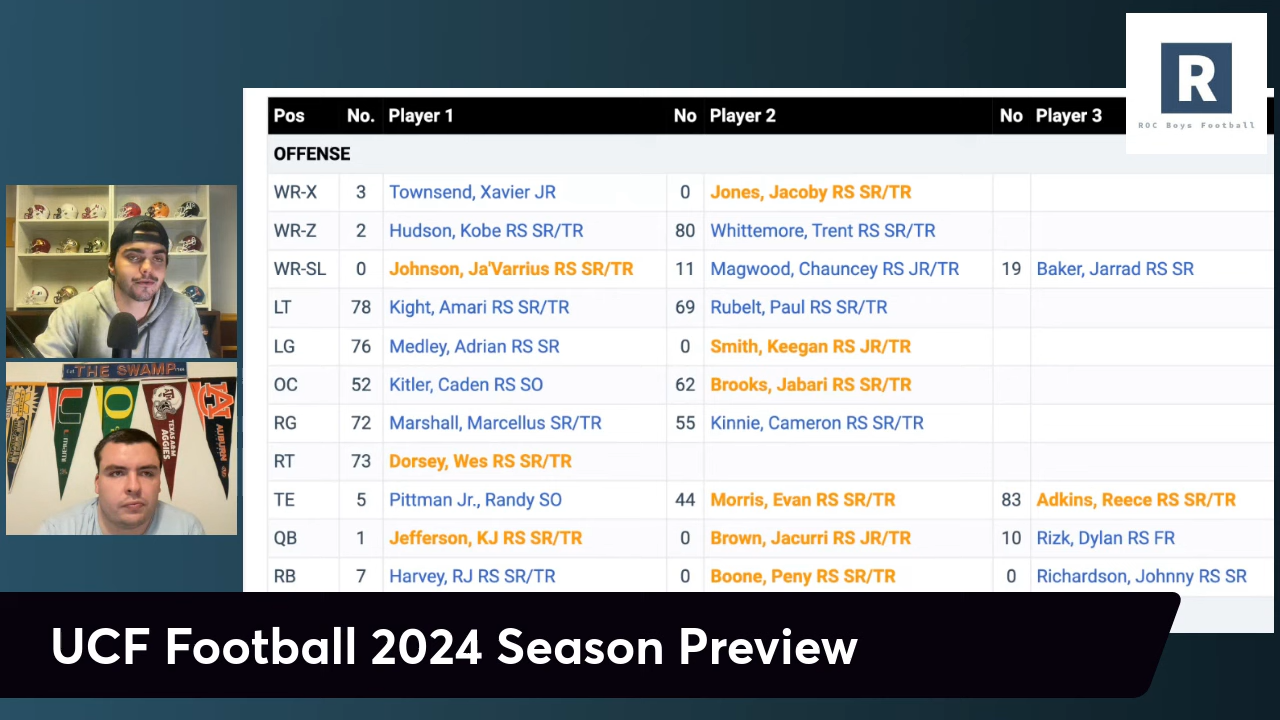 R
ROC Boys Football
Pos No. Player 1 No Player 2 No Player 3
OFFENSE
WR-X 3 Townsend, Xavier JR 0 Jones, Jacoby RS SR/TR
WR-Z 2 Hudson, Kobe RS SR/TR 80 Whittemore, Trent RS SR/TR
WR-SL 0 Johnson, Ja'Varrius RS SR/TR 11 Magwood, Chauncey RS JR/TR 19 Baker, Jarrad RS SR
LT 78 Kight, Amari RS SR/TR 69 Rubelt, Paul RS SR/TR
LG 76 Medley, Adrian RS SR 0 Smith, Keegan RS JR/TR
OC 52 Kitler, Caden RS SO 62 Brooks, Jabari RS SR/TR
RG 72 Marshall, Marcellus SR/TR 55 Kinnie, Cameron RS SR/TR
RT 73 Dorsey, Wes RS SR/TR
TE 5 Pittman Jr., Randy SO 44 Morris, Evan RS SR/TR 83 Adkins, Reece RS SR/TR
QB 1 Jefferson, KJ RS SR/TR 0 Brown, Jacurri RS JR/TR 10 Rizk, Dylan RS FR
RB 7 Harvey, RJ RS SR/TR 0 Boone, Peny RS SR/TR 0 Richardson, Johnny RS SR
THE SWAMP
U
O
TEXAS A&M
AGGIES
AUBURN
UCF Football 2024 Season Preview